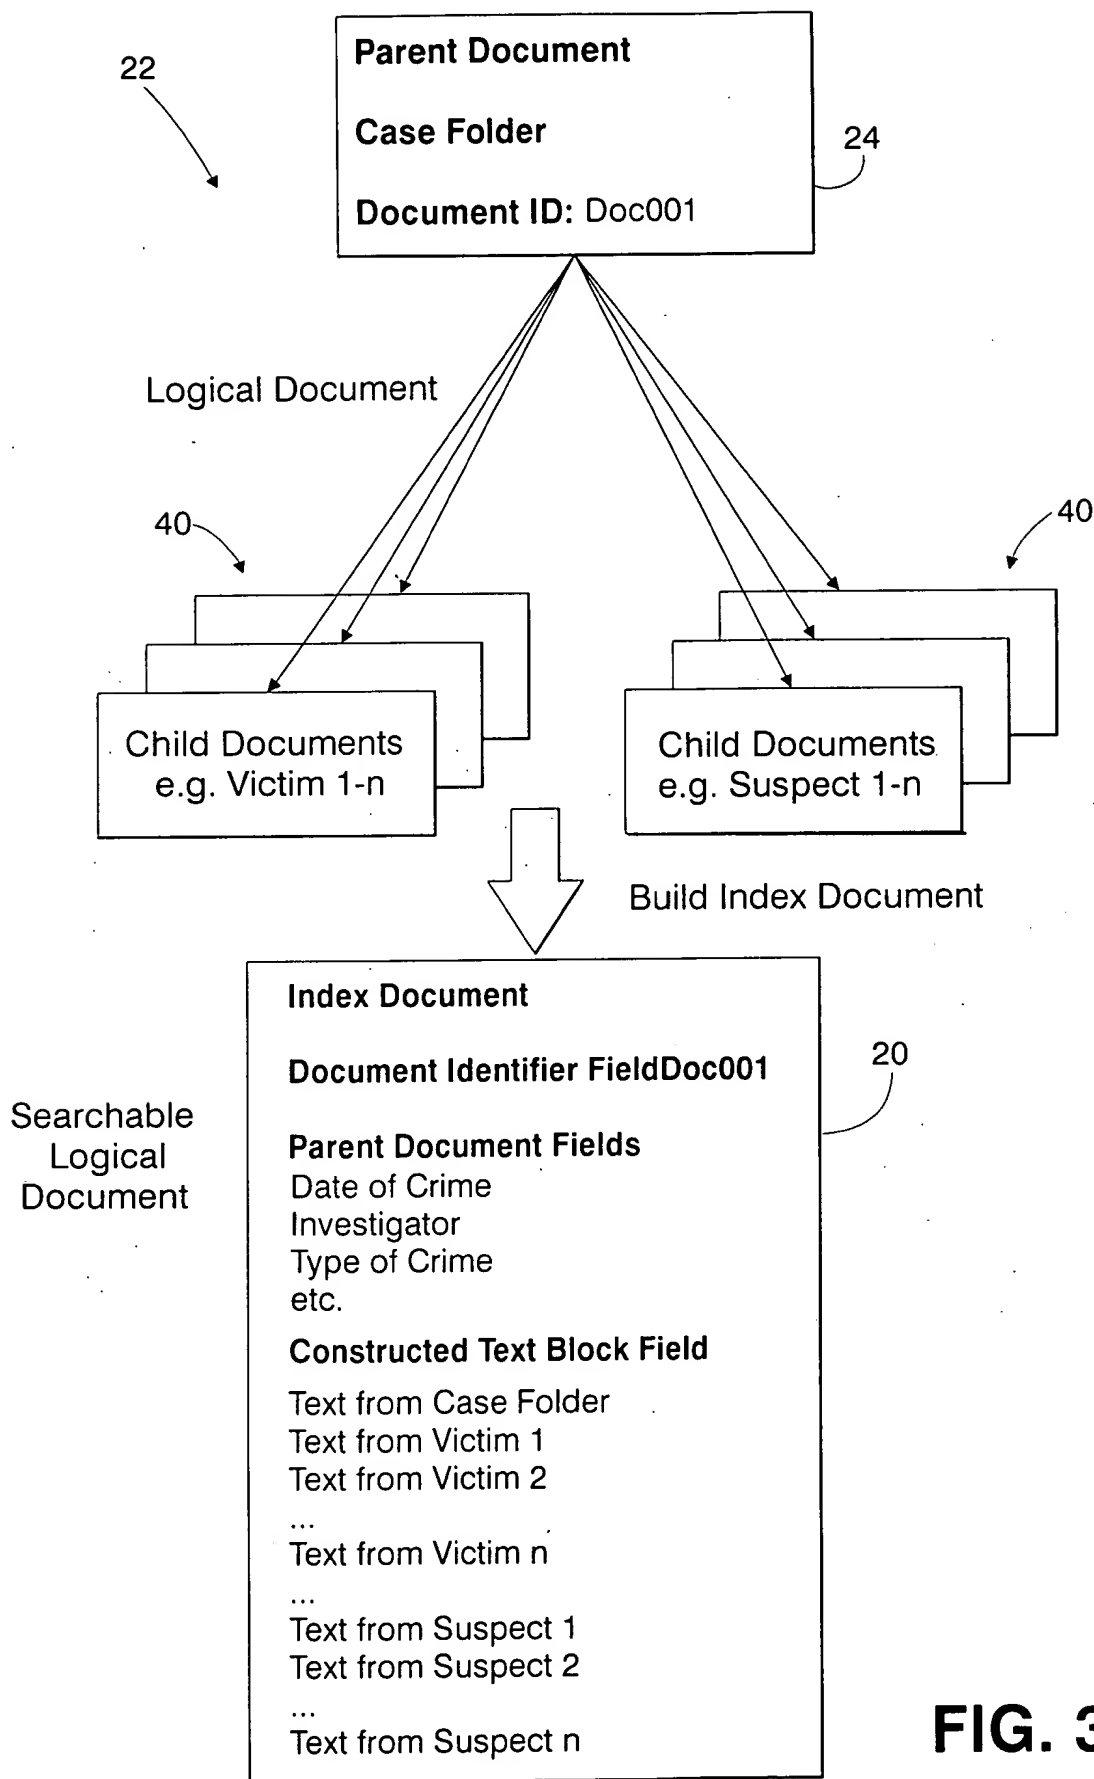 22
Parent Document
Case Folder
Document ID: Doc001
24
Logical Document
40
40
Child Documents
e.g. Victim 1-n
Child Documents
e.g. Suspect 1-n
Build Index Document
Index Document
Document Identifier FieldDoc001
20
Searchable
Logical
Document
Parent Document Fields
Date of Crime
Investigator
Type of Crime
etc.
Constructed Text Block Field
Text from Case Folder
Text from Victim 1
Text from Victim 2
...
Text from Victim n
...
Text from Suspect 1
Text from Suspect 2
...
Text from Suspect n
FIG. 3